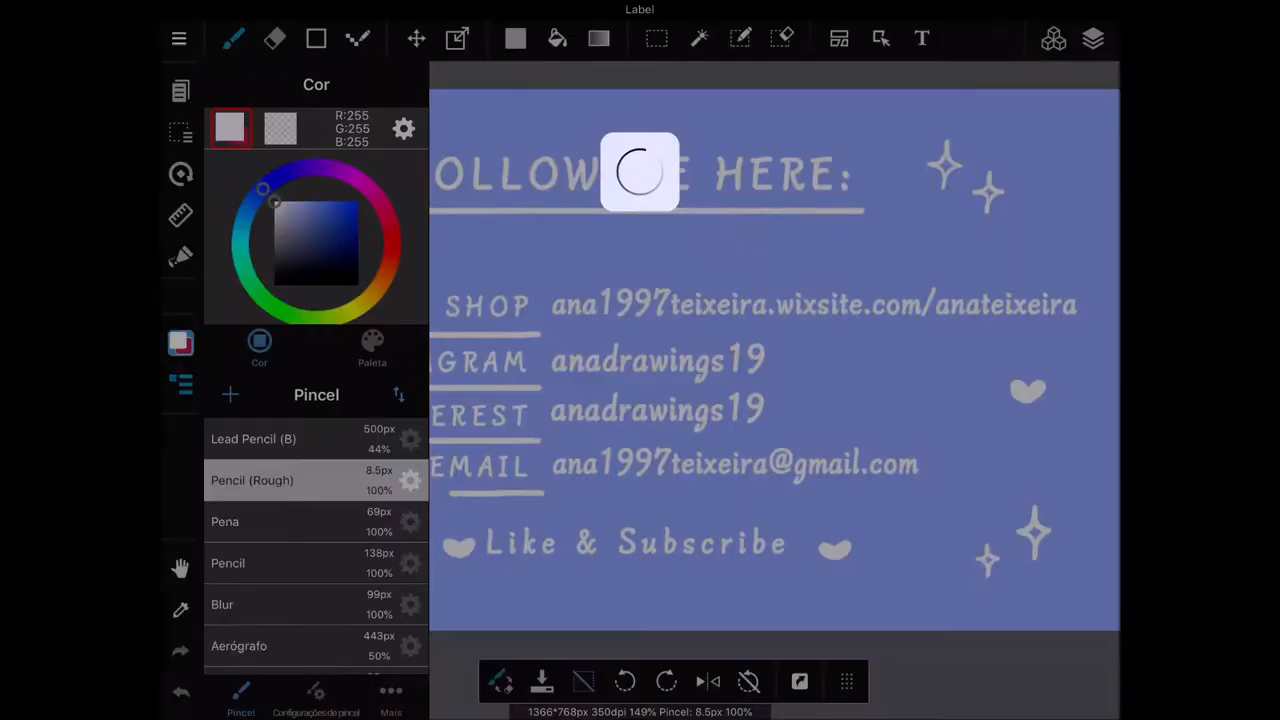 Label
T
Cor
R:255
G:255
B:255
OLLOW E HERE:
SHOP ana1997teixeira.wixsite.com/anateixeira
AGRAM anadrawings19
EREST anadrawings19
EMAIL ana1997teixeira@gmail.com
Like & Subscribe
Cor Paleta
Pincel
Lead Pencil (B) 500px
44%
Pencil (Rough) 8.5px
100%
Pena 69px
100%
Pencil 138px
100%
Blur 99px
100%
Aerógrafo 443px
50%
Pincel Configurações de pincel Mais
1366*768px 350dpi 149% Pincel: 8.5px 100%